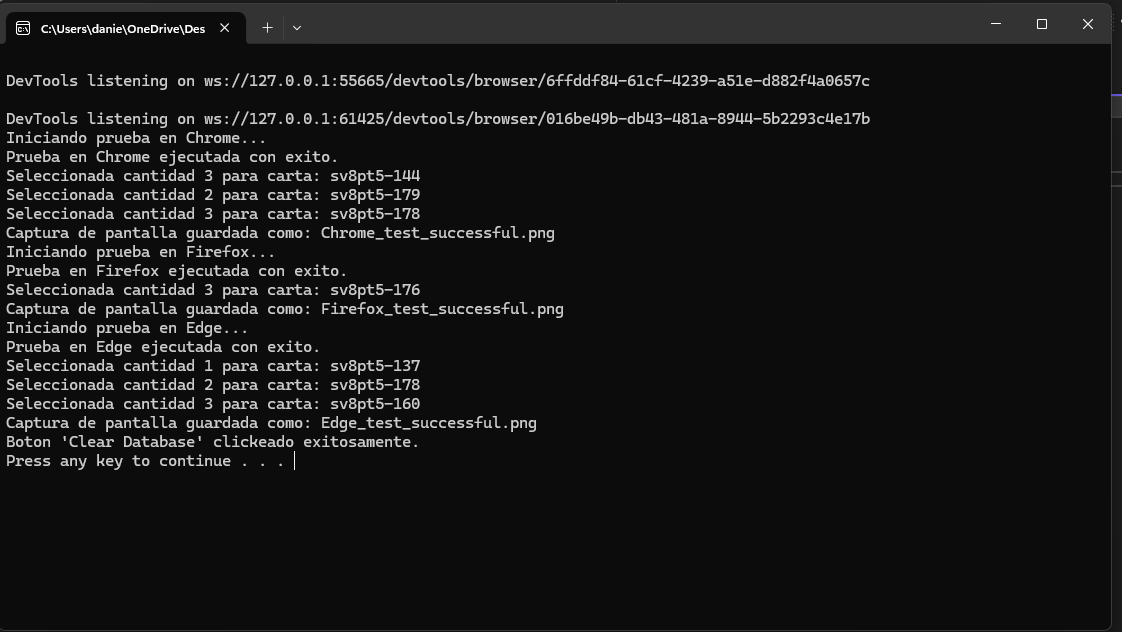 C:\Users\danie\OneDrive\Des
DevTools listening on ws://127.0.0.1:55665/devtools/browser/6ffddf84-61cf-4239-a51e-d882f4a0657c
DevTools listening on ws://127.0.0.1:61425/devtools/browser/016be49b-db43-481a-8944-5b2293c4e17b
Iniciando prueba en Chrome...
Prueba en Chrome ejecutada con exito.
Seleccionada cantidad 3 para carta: sv8pt5-144
Seleccionada cantidad 2 para carta: sv8pt5-179
Seleccionada cantidad 3 para carta: sv8pt5-178
Captura de pantalla guardada como: Chrome_test_successful.png
Iniciando prueba en Firefox...
Prueba en Firefox ejecutada con exito.
Seleccionada cantidad 3 para carta: sv8pt5-176
Captura de pantalla guardada como: Firefox_test_successful.png
Iniciando prueba en Edge...
Prueba en Edge ejecutada con exito.
Seleccionada cantidad 1 para carta: sv8pt5-137
Seleccionada cantidad 2 para carta: sv8pt5-178
Seleccionada cantidad 3 para carta: sv8pt5-160
Captura de pantalla guardada como: Edge_test_successful.png
Boton 'Clear Database' clickeado exitosamente.
Press any key to continue . . .